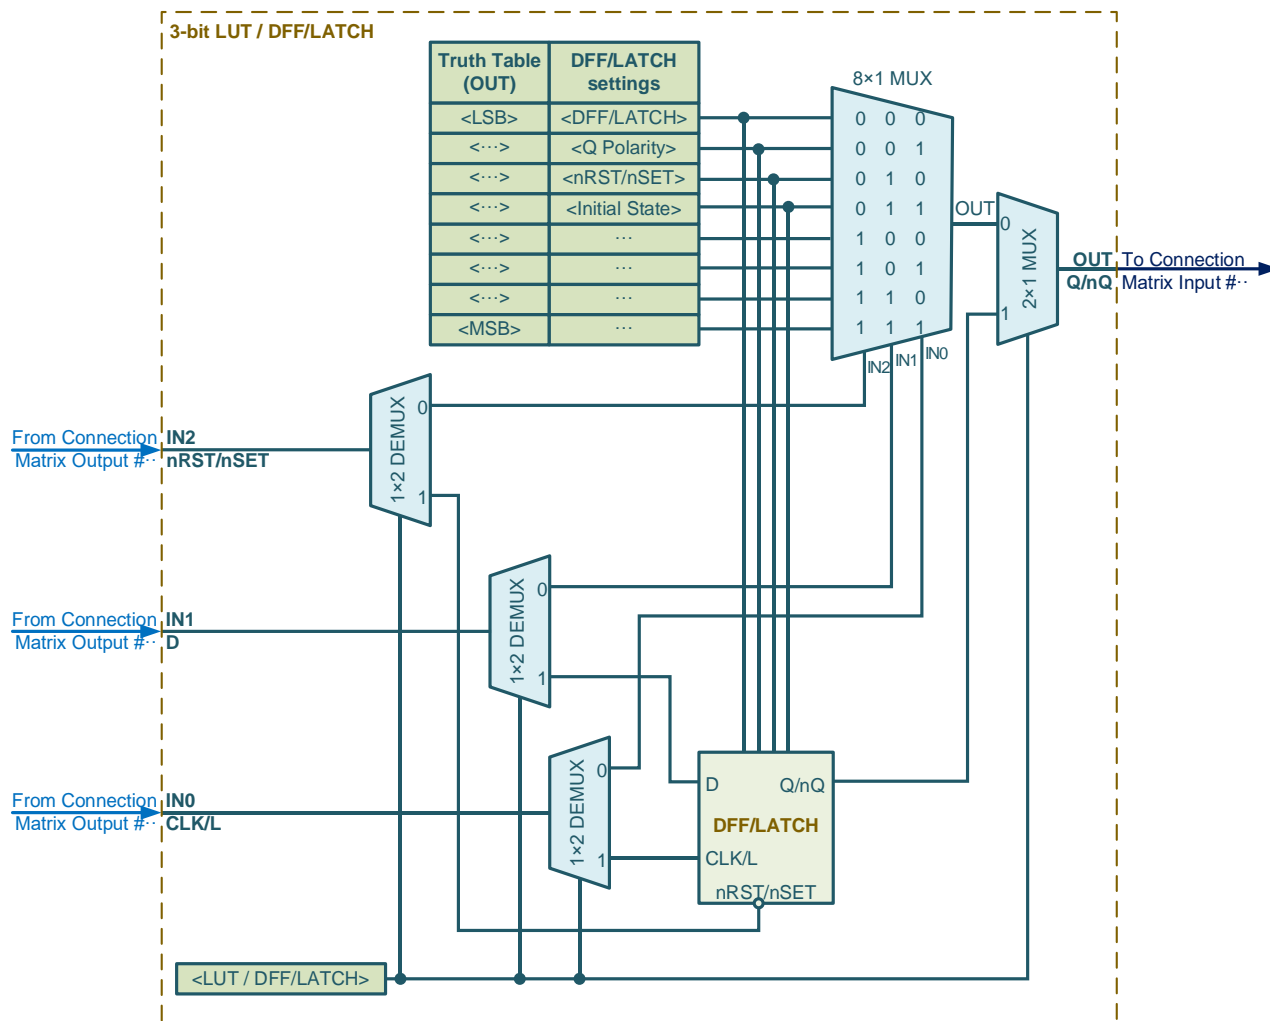 3-bit LUT / DFF/LATCH
Truth Table
(OUT)
DFF/LATCH
settings
<LSB>
<DFF/LATCH>
<···>
<Q Polarity>
<···>
<nRST/nSET>
<···>
<Initial State>
<···>
···
<···>
···
<···>
···
<MSB>
···
8×1 MUX
0 0 0
0 0 1
0 1 0
0 1 1
1 0 0
1 0 1
1 1 0
1 1 1
IN2
IN1
IN0
OUT
0
2×1 MUX
1
OUT
Q/nQ
To Connection
Matrix Input #··
From Connection
Matrix Output #··
IN2
nRST/nSET
0
1×2 DEMUX
1
From Connection
Matrix Output #··
IN1
D
0
1×2 DEMUX
1
From Connection
Matrix Output #··
IN0
CLK/L
0
1×2 DEMUX
1
D
Q/nQ
DFF/LATCH
CLK/L
nRST/nSET
<LUT / DFF/LATCH>